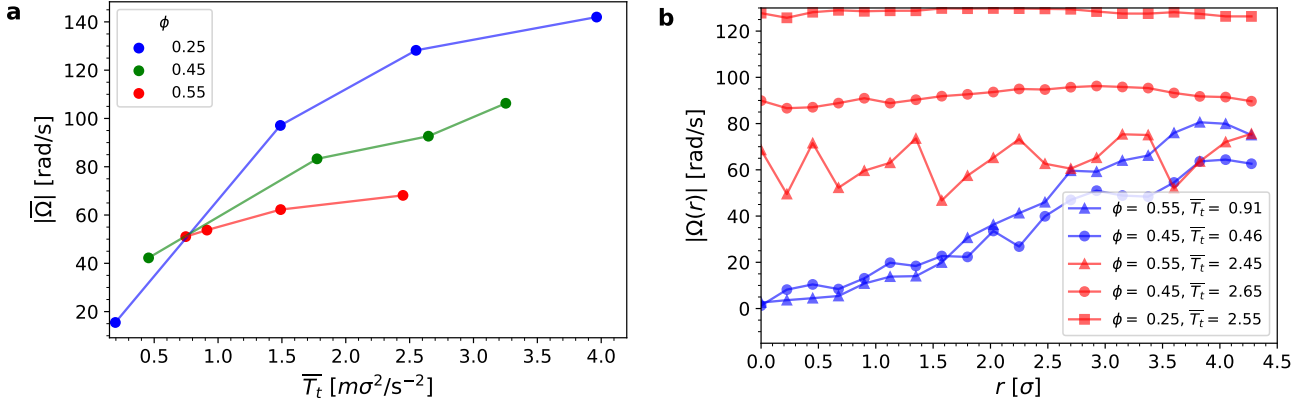 a
140
120
100
80
60
40
20
|Ω̅| [rad/s]
ϕ
0.25
0.45
0.55
0.5 1.0 1.5 2.0 2.5 3.0 3.5 4.0
T̅ₜ [mσ²/s⁻²]
b
120
100
80
60
40
20
0
|Ω(r)| [rad/s]
ϕ = 0.55, T̅ₜ = 0.91
ϕ = 0.45, T̅ₜ = 0.46
ϕ = 0.55, T̅ₜ = 2.45
ϕ = 0.45, T̅ₜ = 2.65
ϕ = 0.25, T̅ₜ = 2.55
0.0 0.5 1.0 1.5 2.0 2.5 3.0 3.5 4.0 4.5
r [σ]